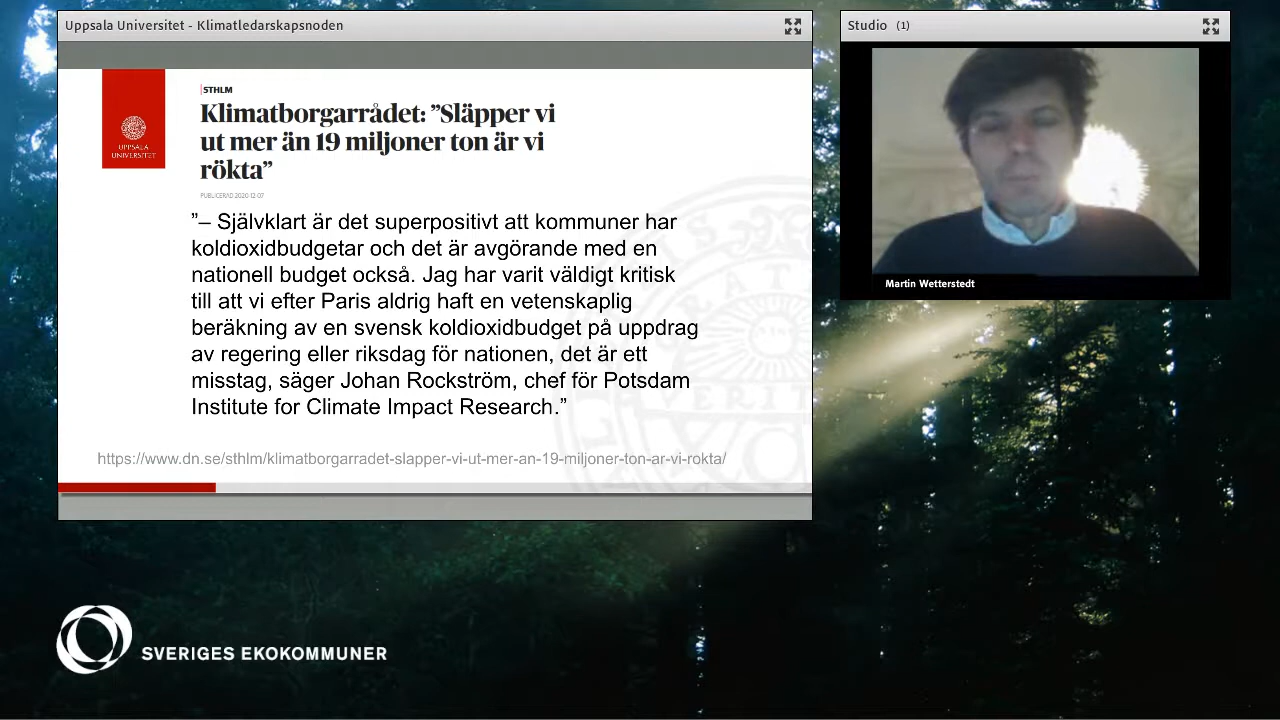 Uppsala Universitet - Klimatledarskapsnoden
UPPSALA
UNIVERSITET
STHLM
Klimatborgarrådet: ”Släpper vi
ut mer än 19 miljoner ton är vi
rökta”
PUBLICERAD 2020-12-07
”– Självklart är det superpositivt att kommuner har
koldioxidbudgetar och det är avgörande med en
nationell budget också. Jag har varit väldigt kritisk
till att vi efter Paris aldrig haft en vetenskaplig
beräkning av en svensk koldioxidbudget på uppdrag
av regering eller riksdag för nationen, det är ett
misstag, säger Johan Rockström, chef för Potsdam
Institute for Climate Impact Research.”
https://www.dn.se/sthlm/klimatborgarradet-slapper-vi-ut-mer-an-19-miljoner-ton-ar-vi-rokta/
Studio (1)
Martin Wetterstedt
SVERIGES EKOKOMMUNER